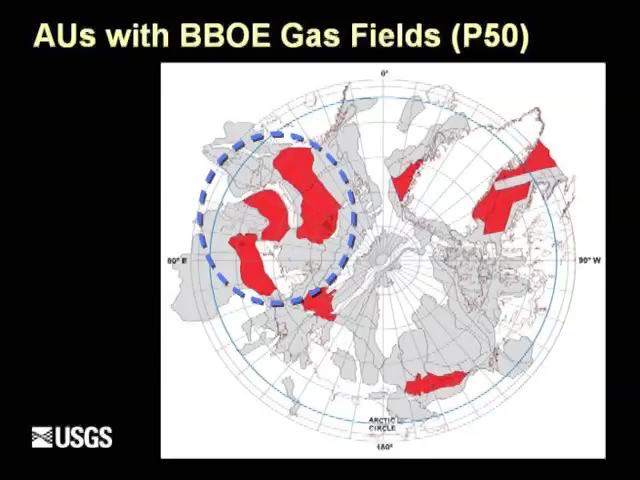 AUs with BBOE Gas Fields (P50)
0°
90° E
90° W
ARCTIC
CIRCLE
180°
USGS